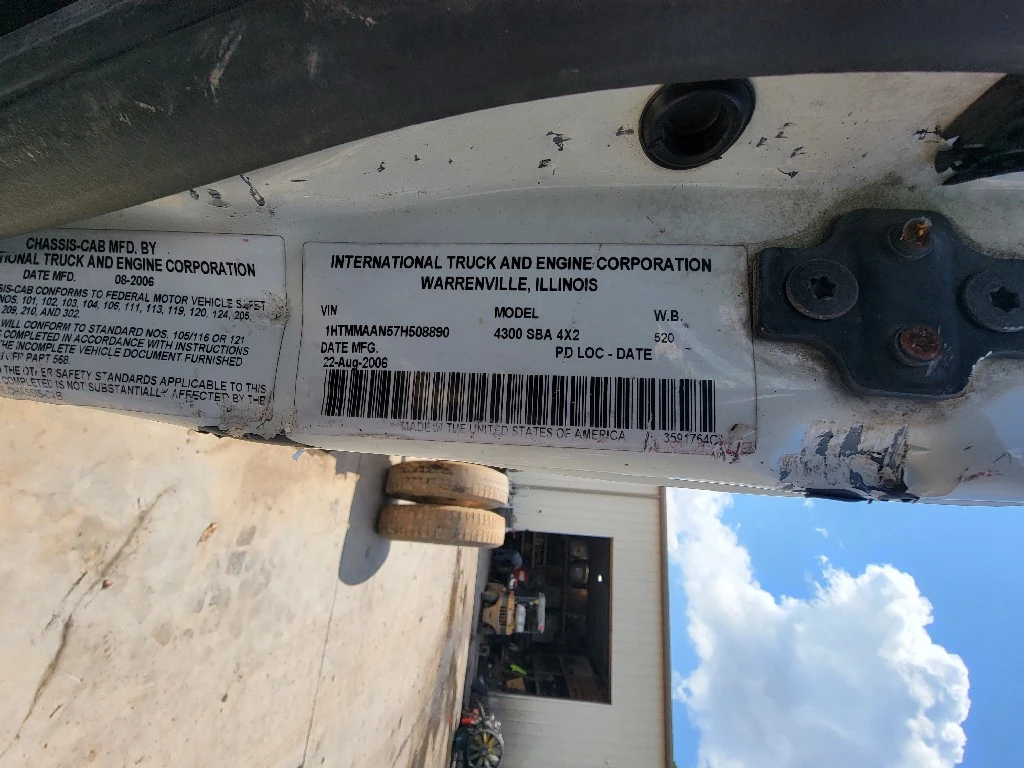 CHASSIS-CAB MFD. BY
TIONAL TRUCK AND ENGINE CORPORATION
DATE MFD. 08-2006
SIS-CAB CONFORMS TO FEDERAL MOTOR VEHICLE SAFET
NOS. 101, 102, 103, 104, 106, 111, 113, 119, 120, 124, 205,
209, 210, AND 302.
WILL CONFORM TO STANDARD NOS. 105/116 OR 121
COMPLETED IN ACCORDANCE WITH INSTRUCTIONS
THE INCOMPLETE VEHICLE DOCUMENT FURNISHED
CFR PART 568.
THE OTHER SAFETY STANDARDS APPLICABLE TO THIS
COMPLETED IS NOT SUBSTANTIALLY AFFECTED BY THE
INTERNATIONAL TRUCK AND ENGINE CORPORATION
WARRENVILLE, ILLINOIS
VIN MODEL W.B.
1HTMMAAN57H508890 4300 SBA 4X2 520
DATE MFG. PD LOC - DATE
22-Aug-2006
MADE IN THE UNITED STATES OF AMERICA 3591764C